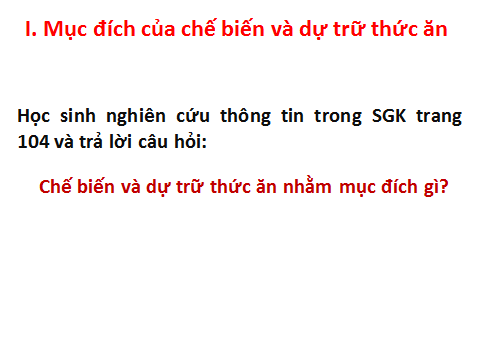 I. Mục đích của chế biến và dự trữ thức ăn
Học sinh nghiên cứu thông tin trong SGK trang
104 và trả lời câu hỏi:
Chế biến và dự trữ thức ăn nhằm mục đích gì?